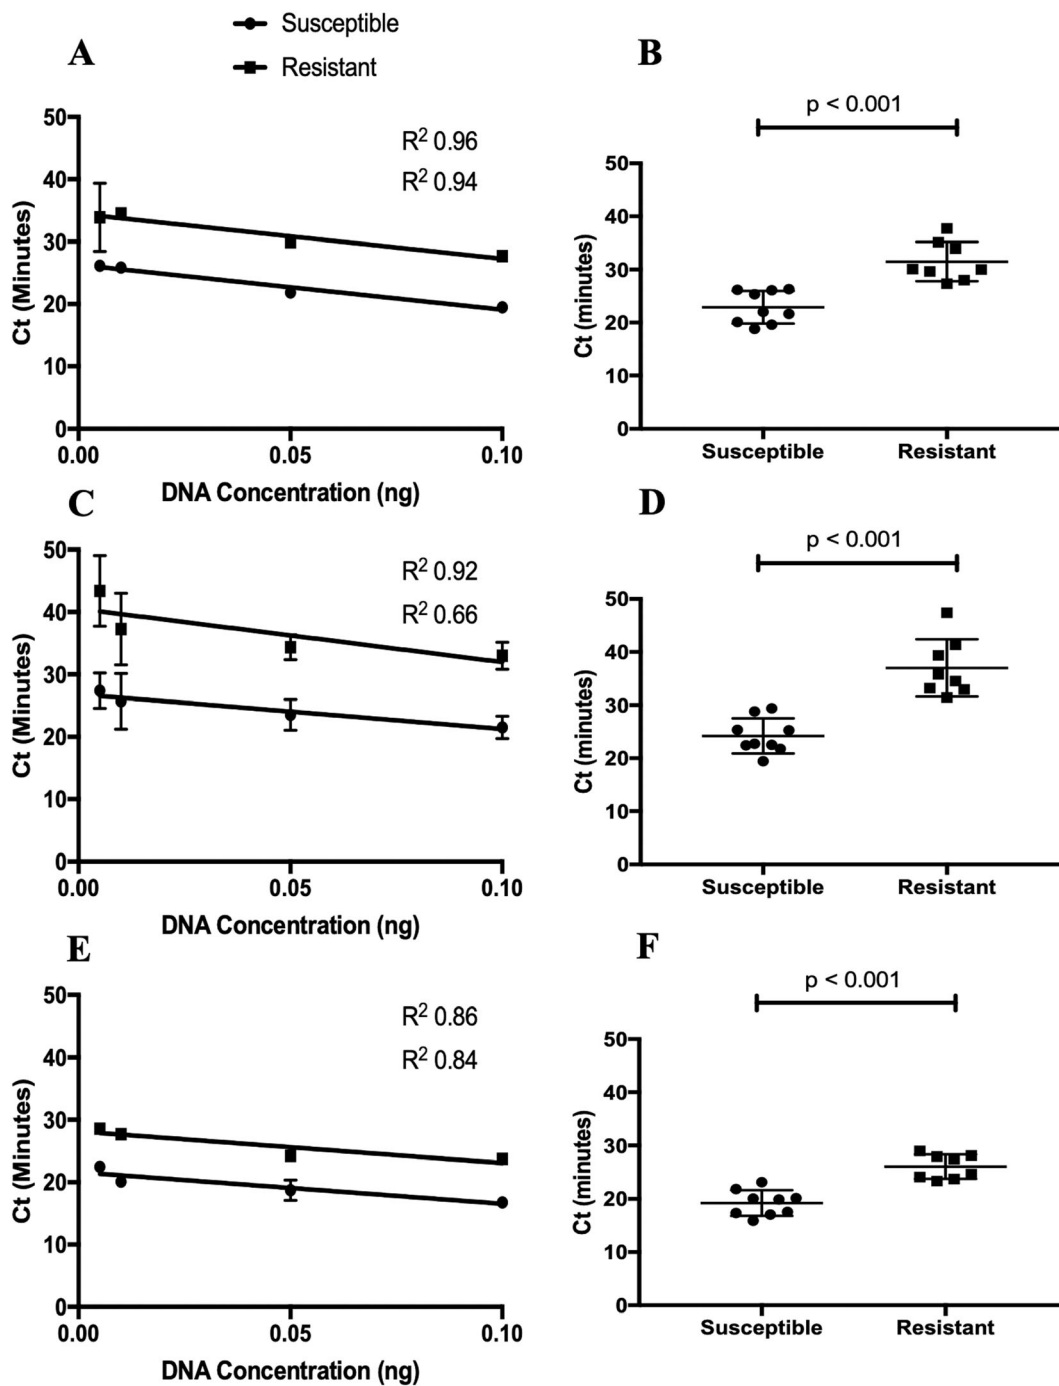 Susceptible
Resistant
A
50
40
30
20
10
0
Ct (Minutes)
R² 0.96
R² 0.94
0.00
0.05
0.10
DNA Concentration (ng)
B
p < 0.001
50
40
30
20
10
0
Ct (minutes)
Susceptible
Resistant
C
50
40
30
20
10
0
Ct (Minutes)
R² 0.92
R² 0.66
0.00
0.05
0.10
DNA Concentration (ng)
D
p < 0.001
50
40
30
20
10
0
Ct (minutes)
Susceptible
Resistant
E
50
40
30
20
10
0
Ct (Minutes)
R² 0.86
R² 0.84
0.00
0.05
0.10
DNA Concentration (ng)
F
p < 0.001
50
40
30
20
10
0
Ct (minutes)
Susceptible
Resistant